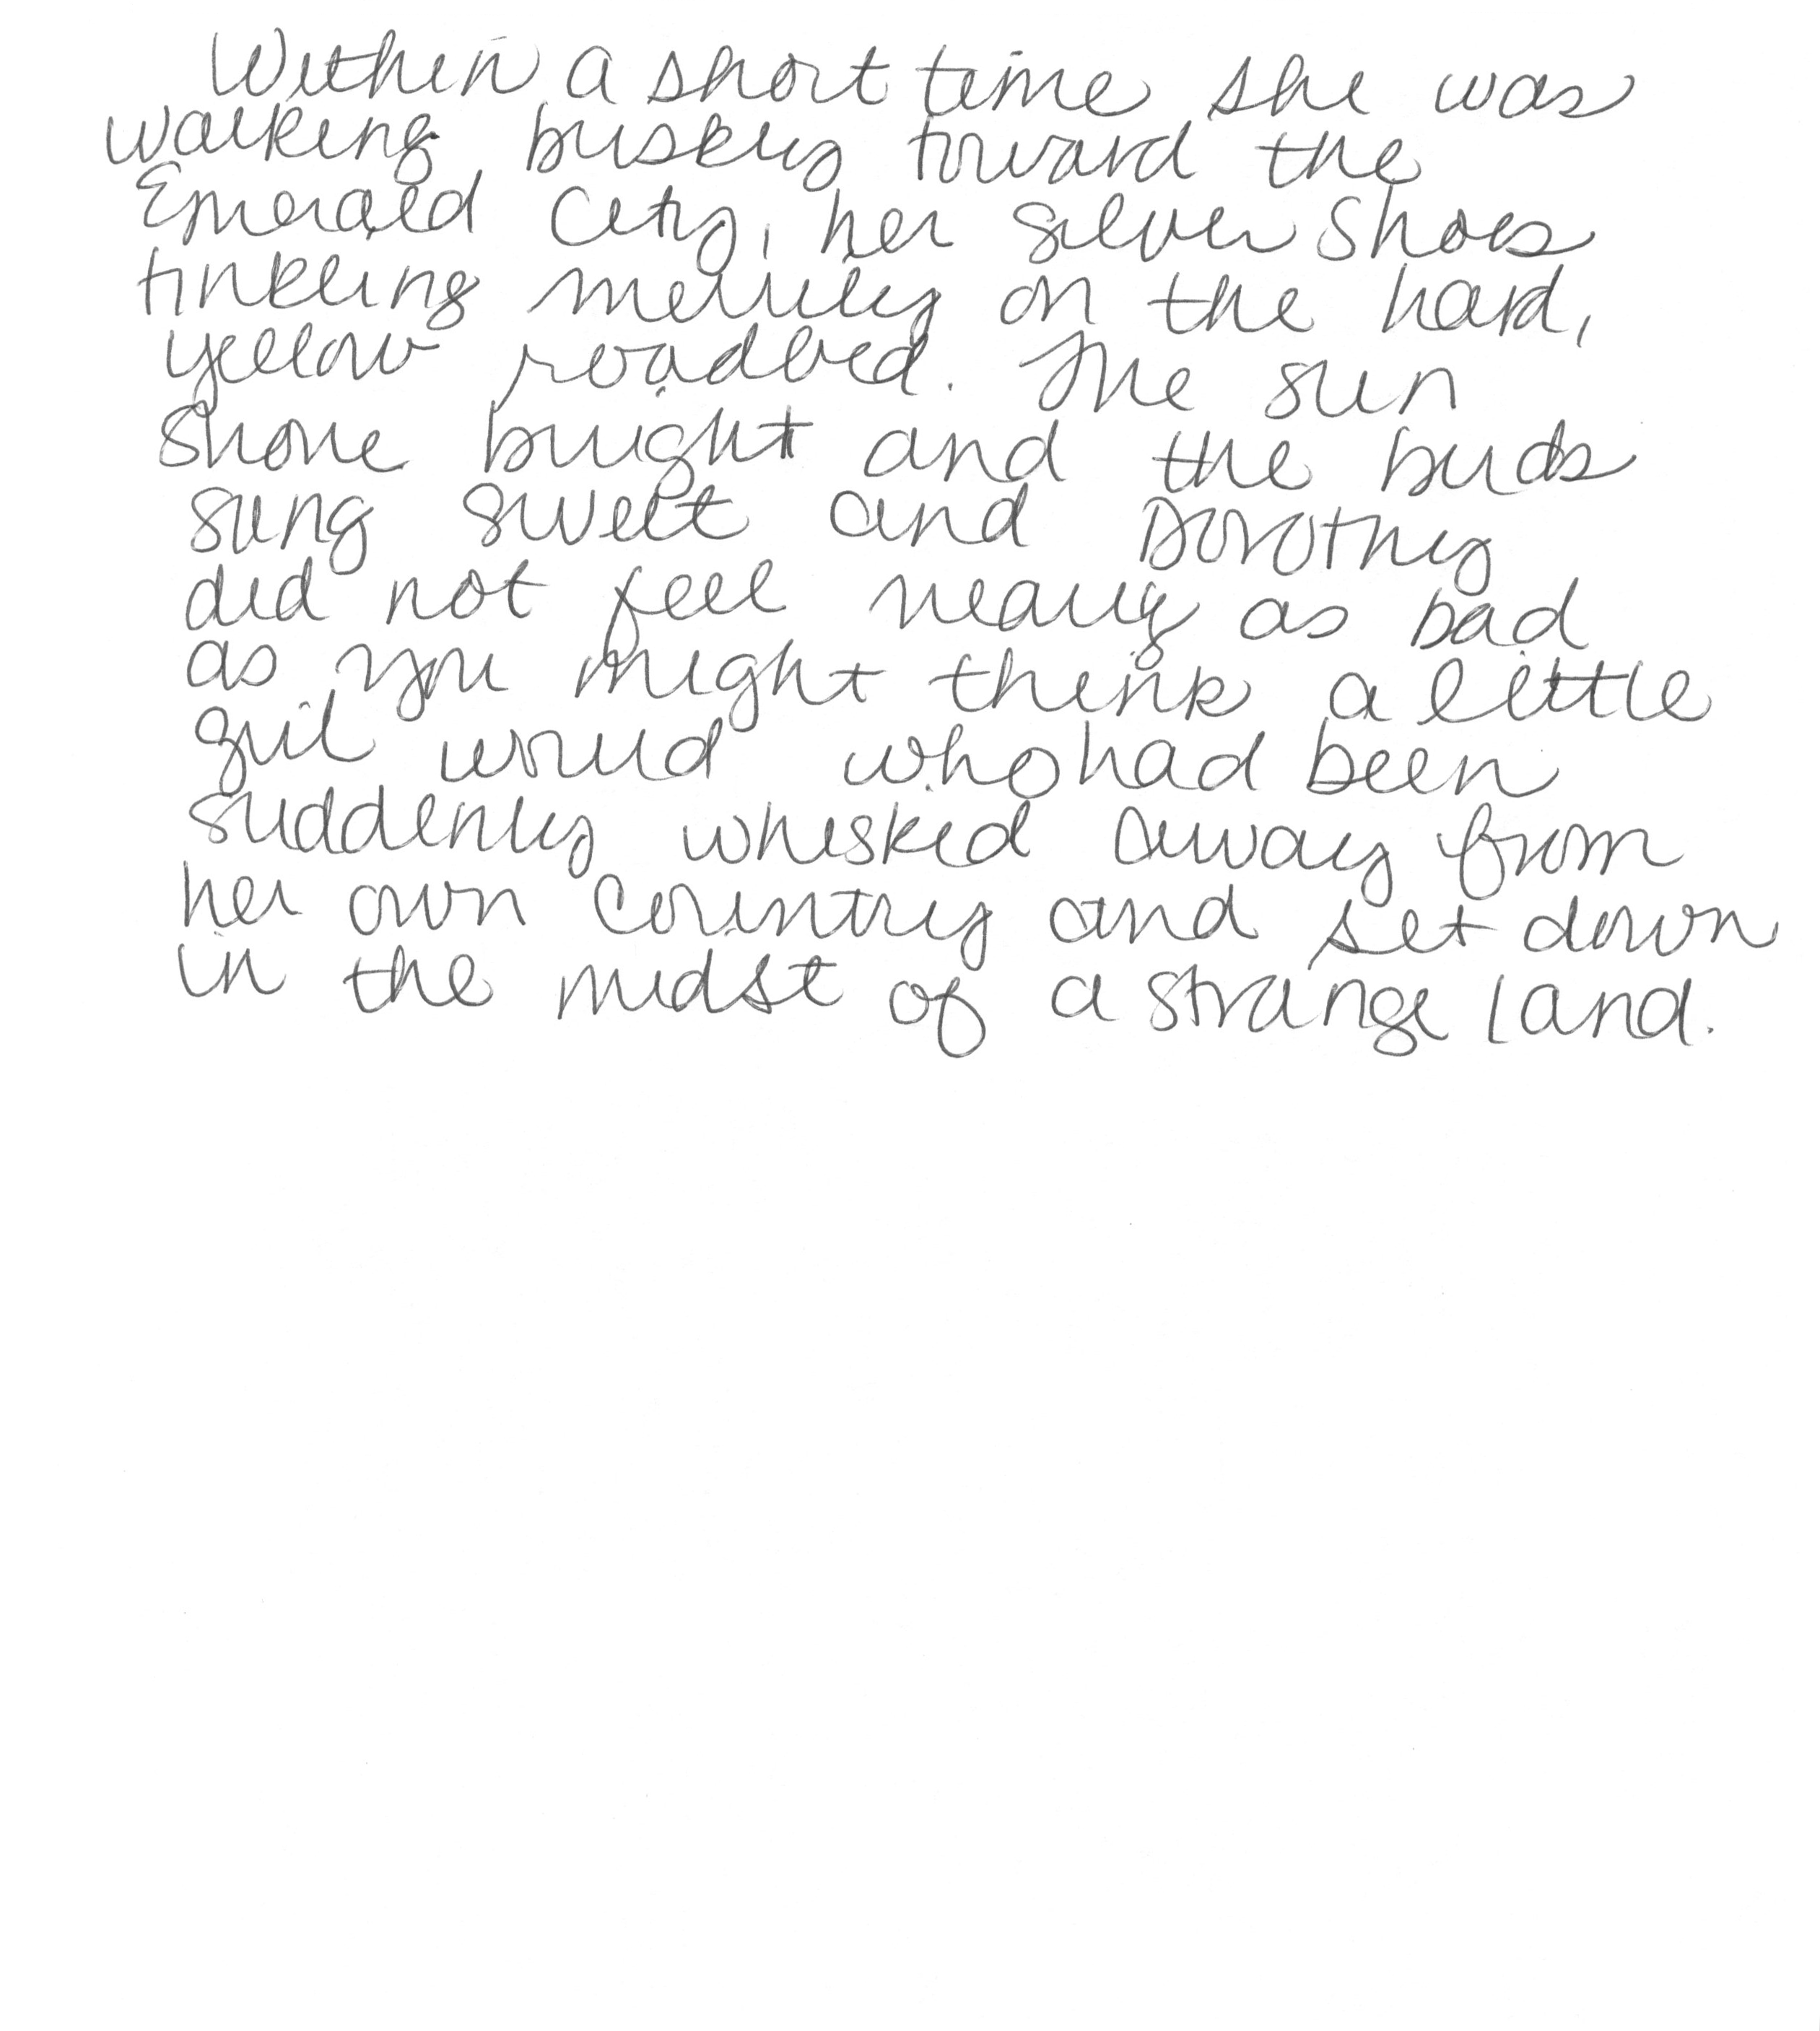 Within a short time she was
walking briskly toward the
Emerald City, her silver shoes
tinkling merrily on the hard,
yellow roadbed. The sun
shone bright and the birds
sung sweet and Dorothy
did not feel nearly as bad
as you might think a little
girl would who had been
suddenly whisked away from
her own country and set down
in the midst of a strange land.